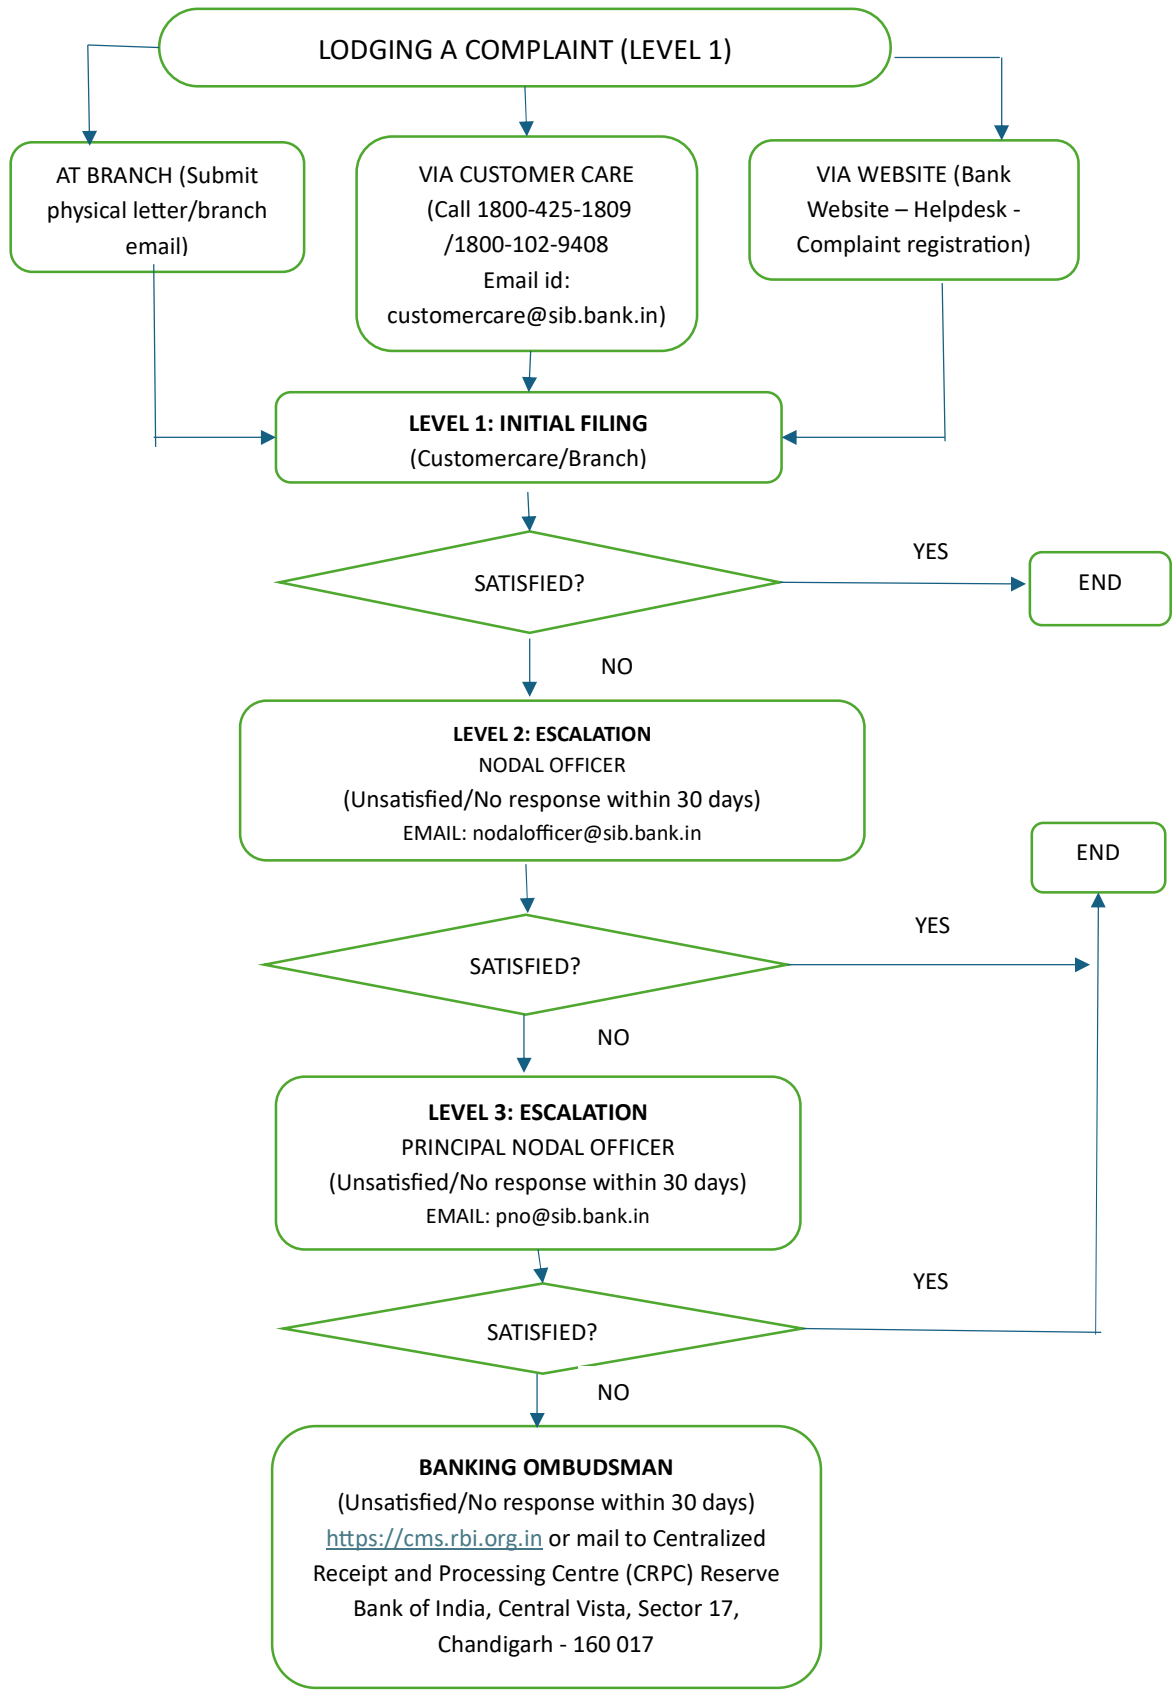 LODGING A COMPLAINT (LEVEL 1)
AT BRANCH (Submit
physical letter/branch
email)
VIA CUSTOMER CARE
(Call 1800-425-1809
/1800-102-9408
Email id:
customercare@sib.bank.in)
VIA WEBSITE (Bank
Website – Helpdesk -
Complaint registration)
LEVEL 1: INITIAL FILING
(Customercare/Branch)
SATISFIED?
YES
END
NO
LEVEL 2: ESCALATION
NODAL OFFICER
(Unsatisfied/No response within 30 days)
EMAIL: nodalofficer@sib.bank.in
END
SATISFIED?
YES
NO
LEVEL 3: ESCALATION
PRINCIPAL NODAL OFFICER
(Unsatisfied/No response within 30 days)
EMAIL: pno@sib.bank.in
SATISFIED?
YES
NO
BANKING OMBUDSMAN
(Unsatisfied/No response within 30 days)
https://cms.rbi.org.in or mail to Centralized
Receipt and Processing Centre (CRPC) Reserve
Bank of India, Central Vista, Sector 17,
Chandigarh - 160 017